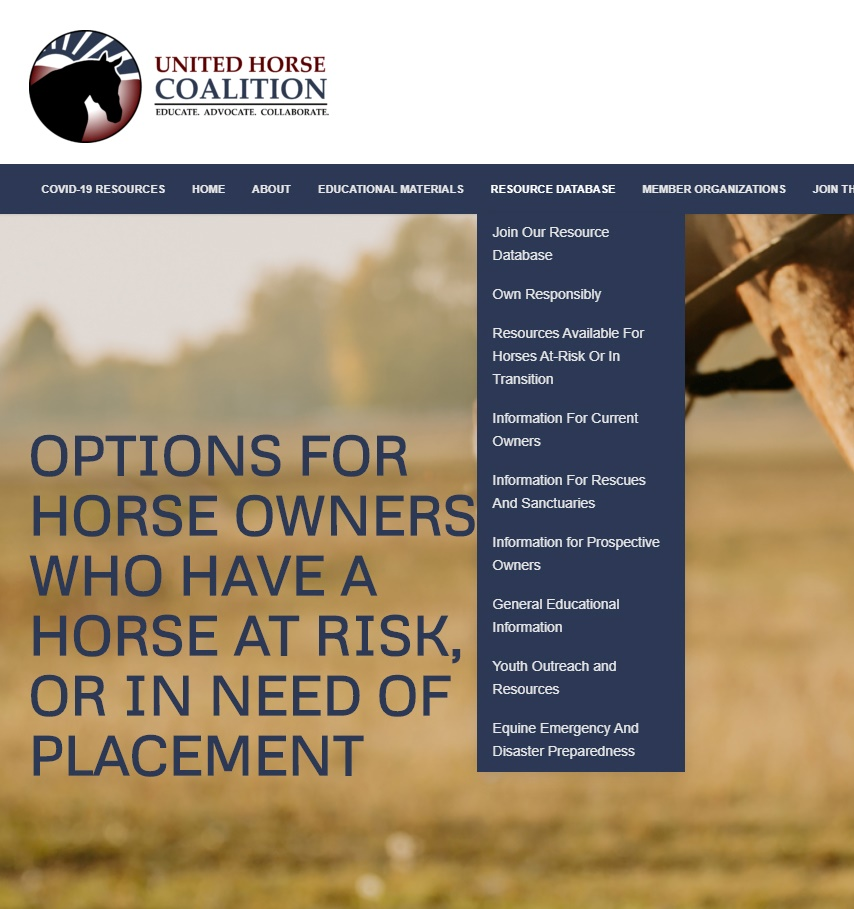 UNITED HORSE
COALITION
EDUCATE. ADVOCATE. COLLABORATE.
COVID-19 RESOURCES HOME ABOUT EDUCATIONAL MATERIALS RESOURCE DATABASE MEMBER ORGANIZATIONS JOIN TH
Join Our Resource
Database
Own Responsibly
Resources Available For
Horses At-Risk Or In
Transition
Information For Current
Owners
Information For Rescues
And Sanctuaries
Information for Prospective
Owners
General Educational
Information
Youth Outreach and
Resources
Equine Emergency And
Disaster Preparedness
OPTIONS FOR
HORSE OWNERS
WHO HAVE A
HORSE AT RISK,
OR IN NEED OF
PLACEMENT